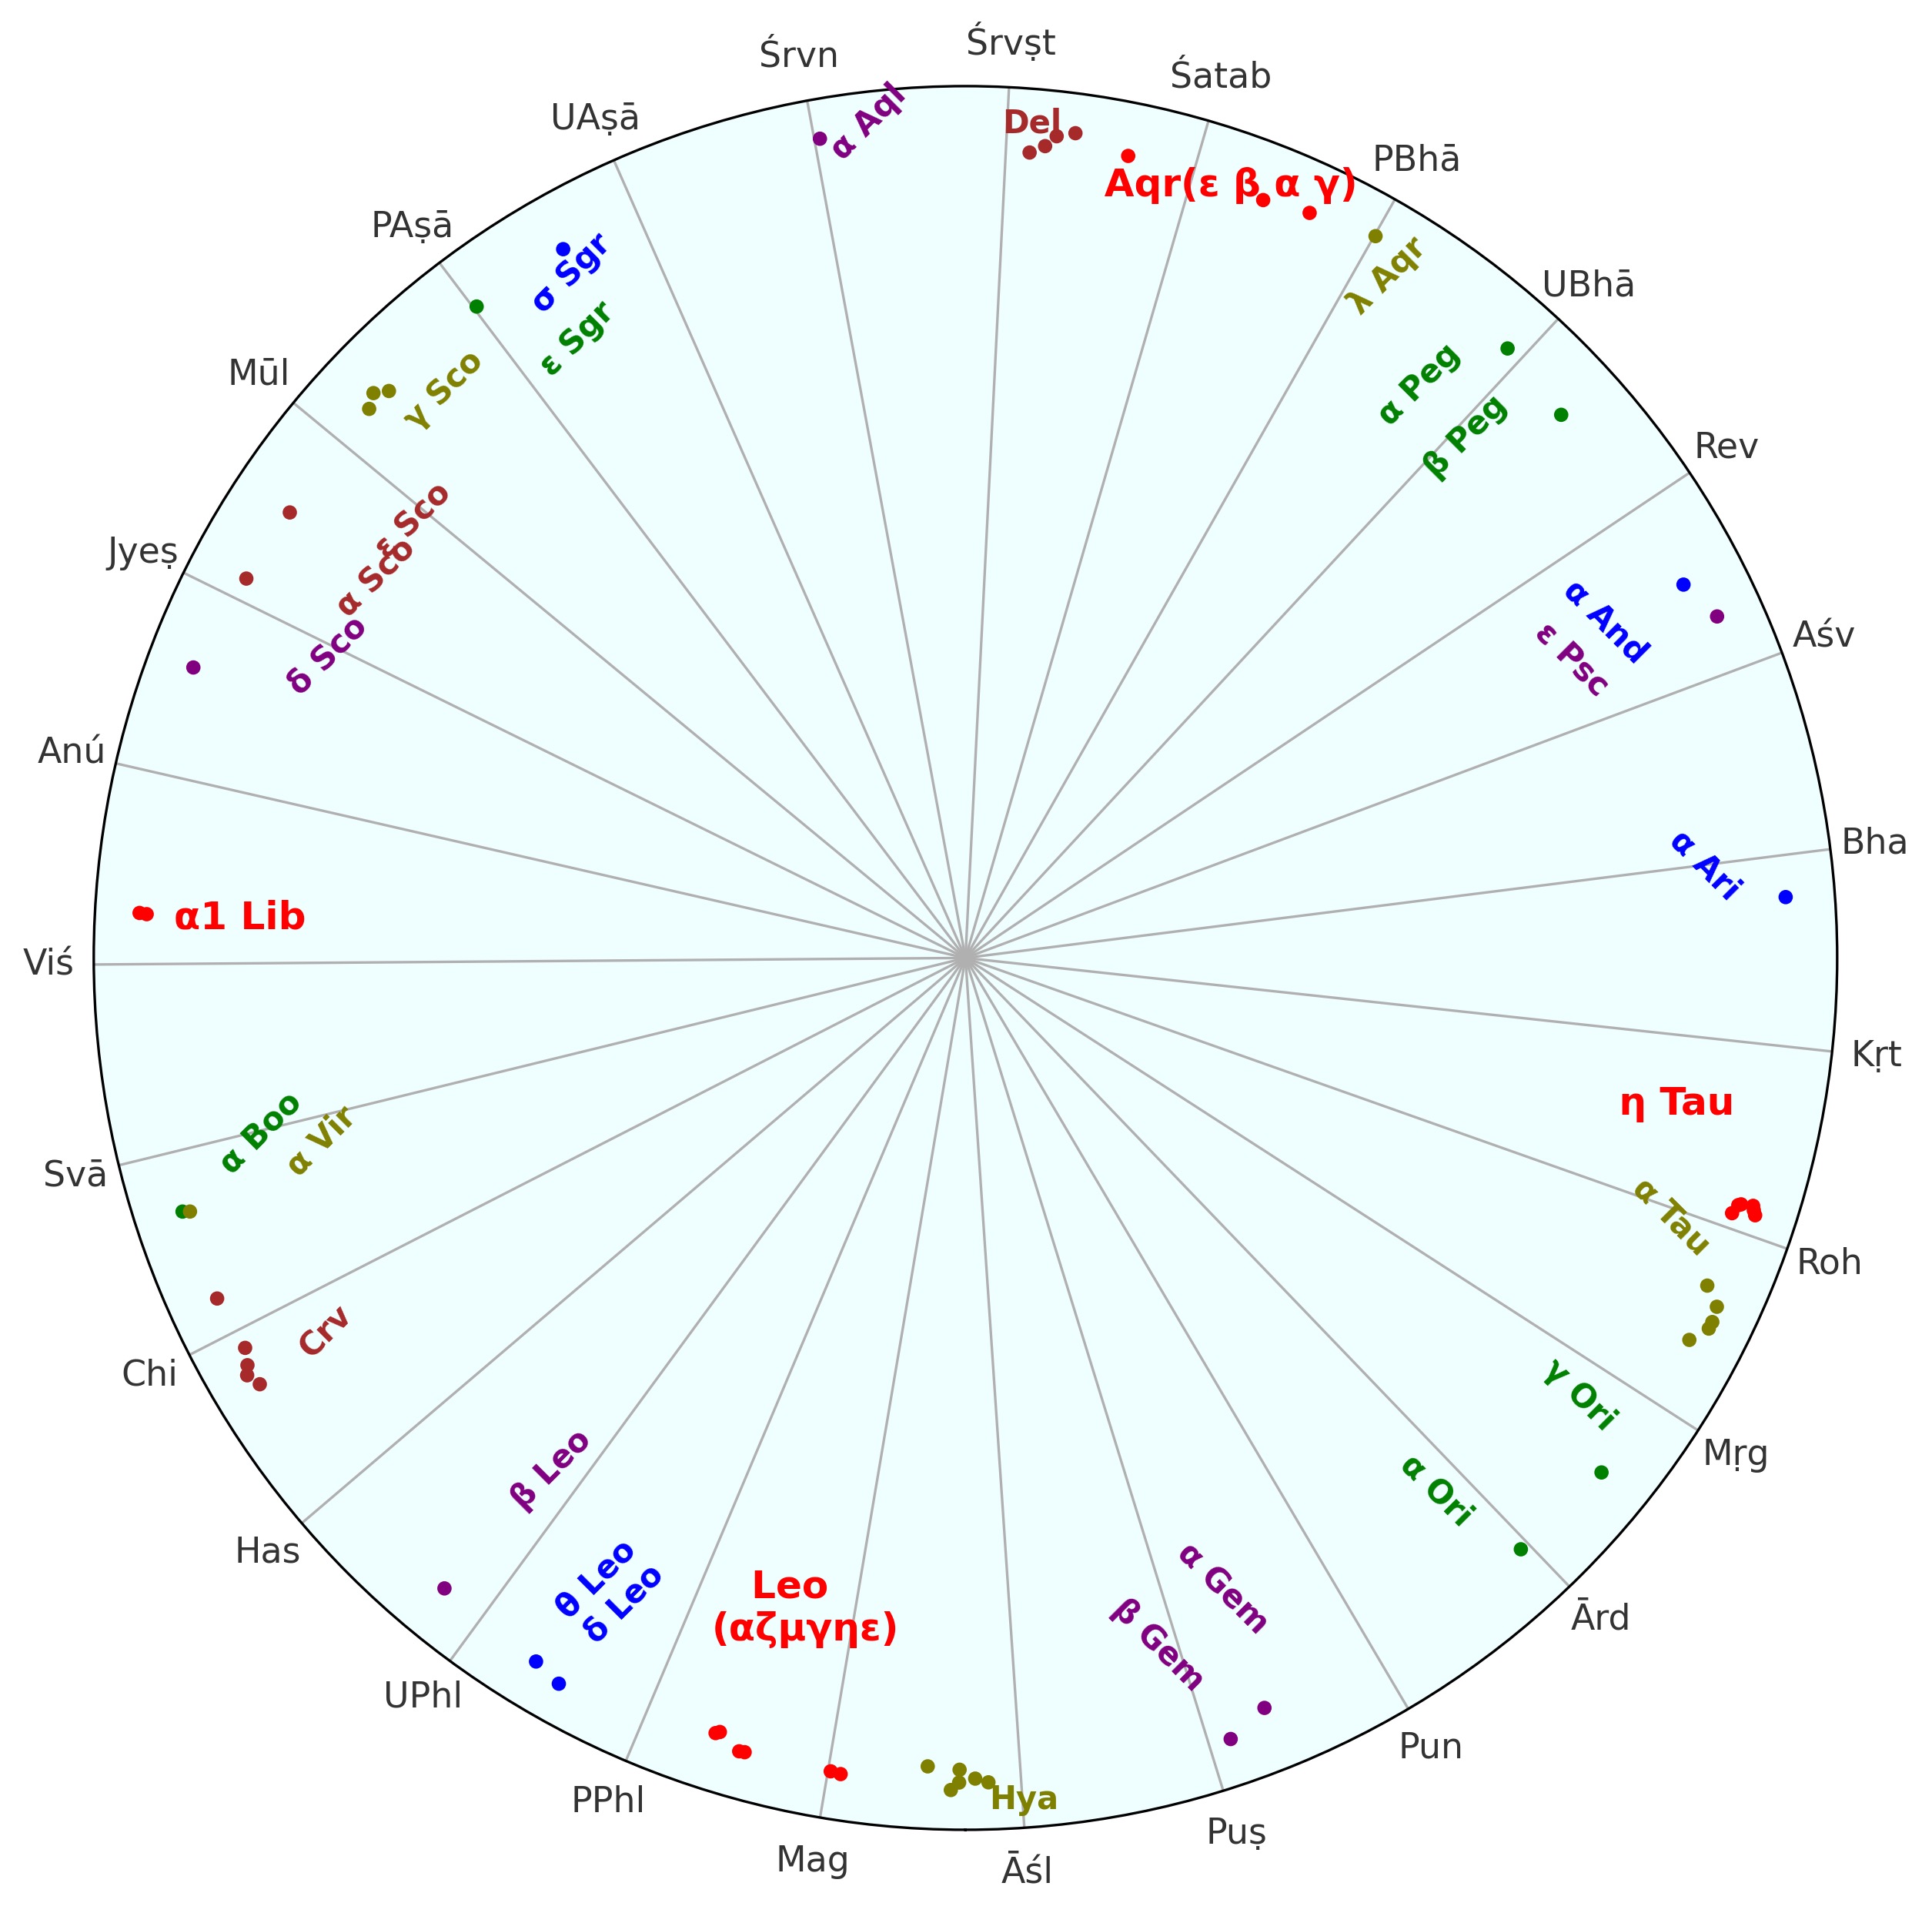 Śrvṣt
Śrvn
Śatab
UAṣā
α Aql
Del
PBhā
Aqr(ε β α γ)
PAṣā
σ Sgr
λ Aqr
UBhā
ε Sgr
Mūl
γ Sco
α Peg
β Peg
Rev
ε Sco
α Sco
Jyeṣ
δ Sco
α And
ε Psc
Aśv
Anú
Bha
α Ari
α1 Lib
Viś
Kṛt
η Tau
α Boo
α Vir
Svā
α Tau
Roh
Crv
Chi
γ Ori
Mṛg
β Leo
α Ori
Has
θ Leo
δ Leo
Leo
(αζμγηε)
α Gem
β Gem
Ārd
UPhl
Pun
PPhl
Hya
Puṣ
Mag
Āśl